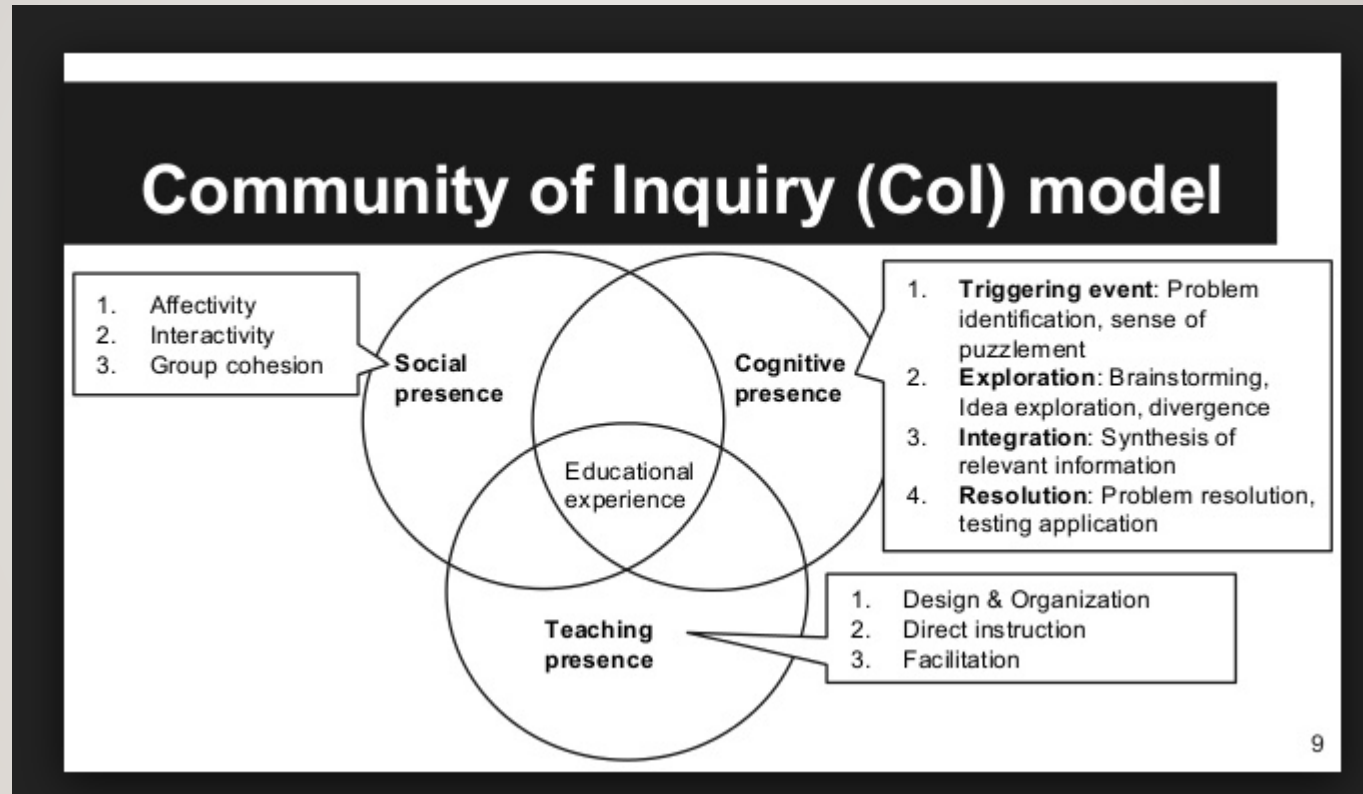 Community of Inquiry (CoI) model
1. Affectivity
2. Interactivity
3. Group cohesion
Social
presence
Cognitive
presence
1. Triggering event: Problem
identification, sense of
puzzlement
2. Exploration: Brainstorming,
Idea exploration, divergence
3. Integration: Synthesis of
relevant information
4. Resolution: Problem resolution,
testing application
Educational
experience
Teaching
presence
1. Design & Organization
2. Direct instruction
3. Facilitation
9